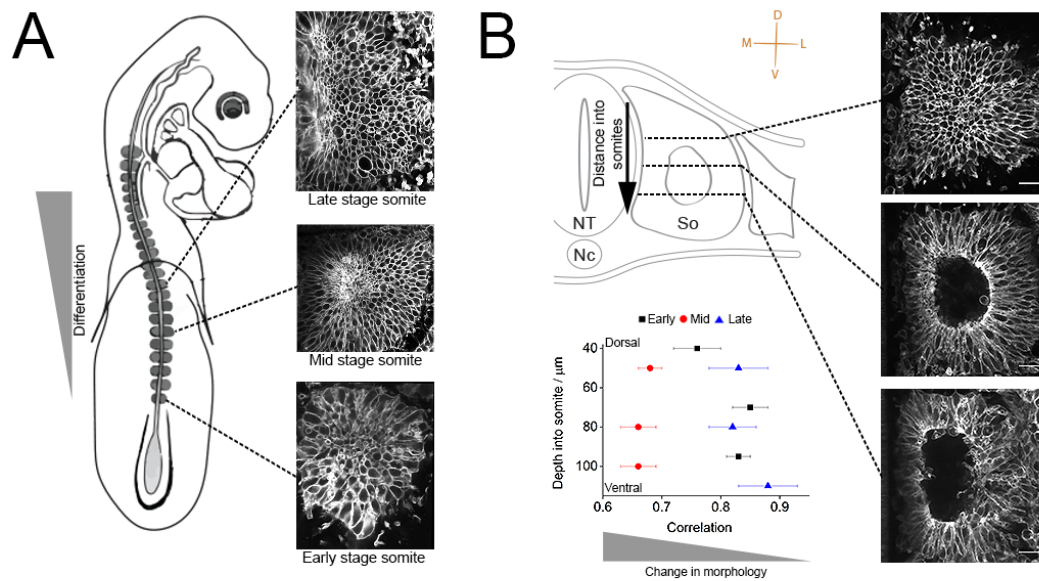 A
Differentiation
Late stage somite
Mid stage somite
Early stage somite
B
D
M
L
V
Distance into
somites
NT
So
Nc
Early Mid Late
Dorsal
40
60
80
100
Ventral
Depth into somite / μm
0.6 0.7 0.8 0.9
Correlation
Change in morphology